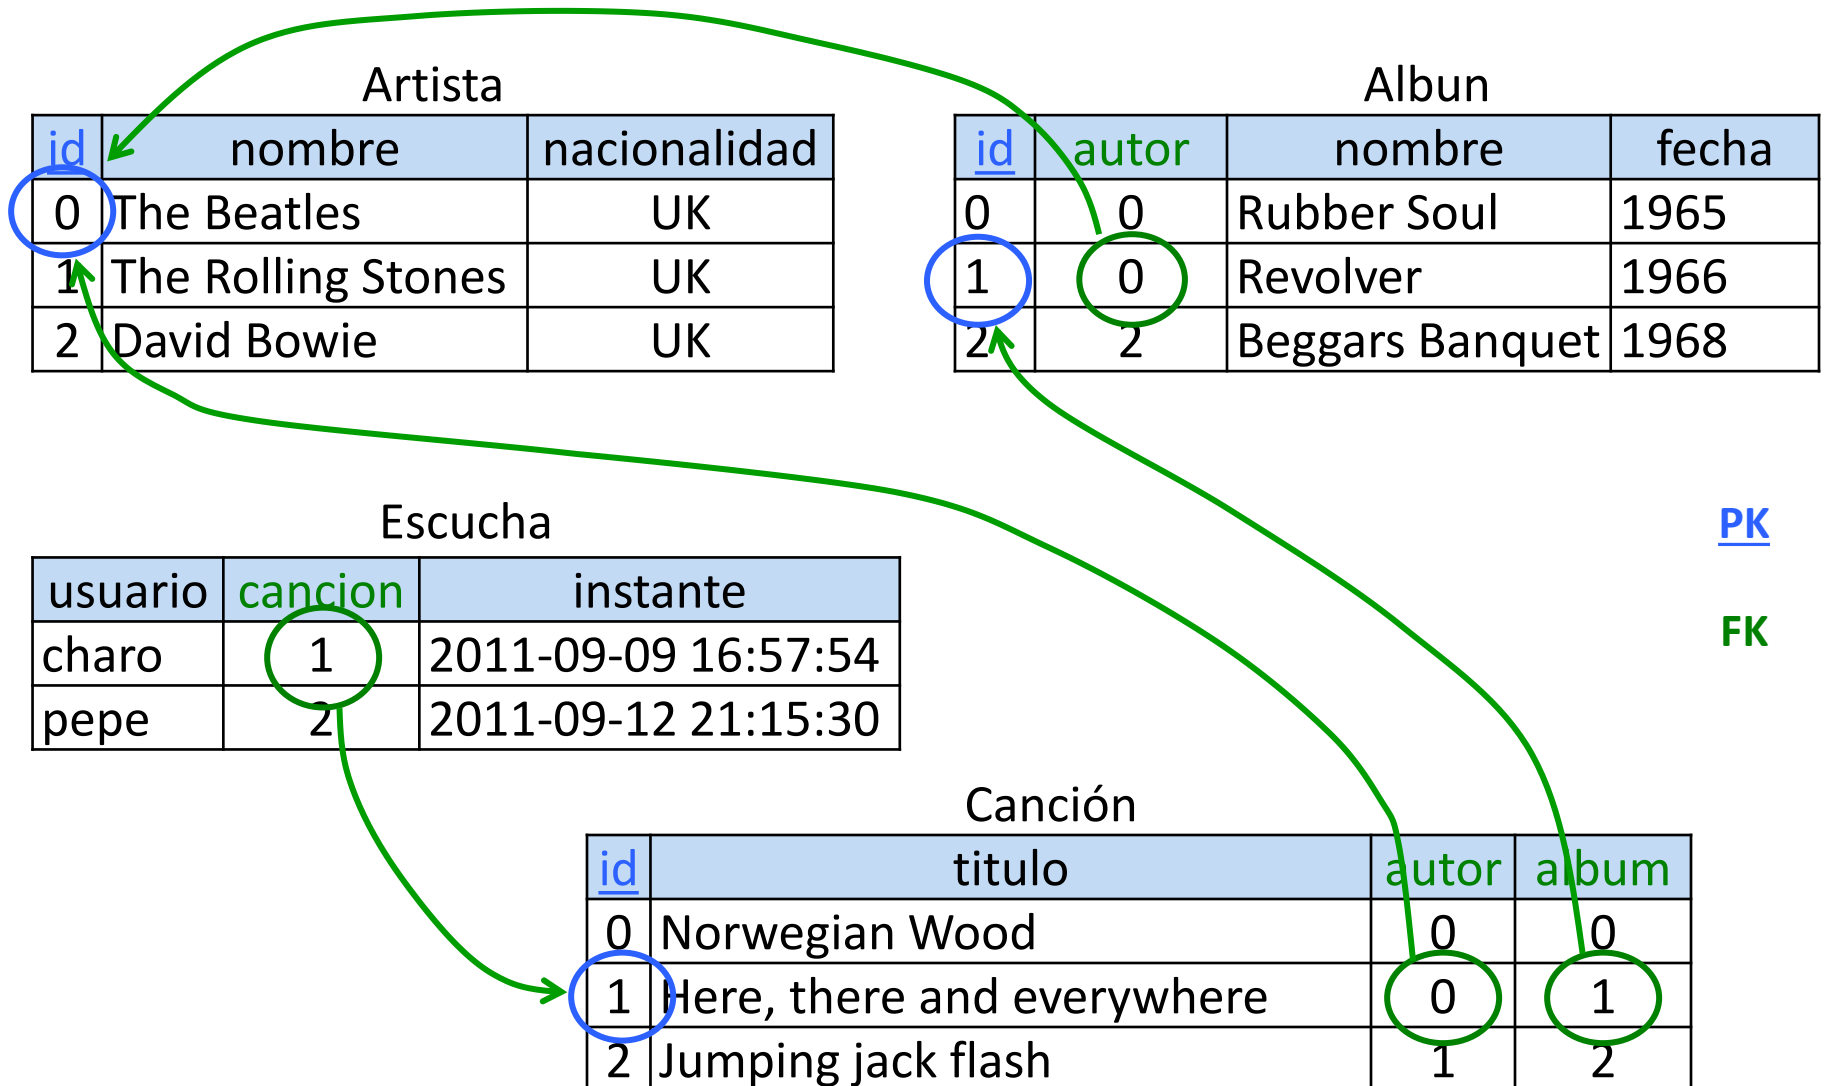 Artista
id nombre nacionalidad
0 The Beatles UK
1 The Rolling Stones UK
2 David Bowie UK
Albun
id autor nombre fecha
0 0 Rubber Soul 1965
1 0 Revolver 1966
2 2 Beggars Banquet 1968
Escucha
usuario cancion instante
charo 1 2011-09-09 16:57:54
pepe 2 2011-09-12 21:15:30
PK
FK
Canción
id titulo autor album
0 Norwegian Wood 0 0
1 Here, there and everywhere 0 1
2 Jumping jack flash 1 2